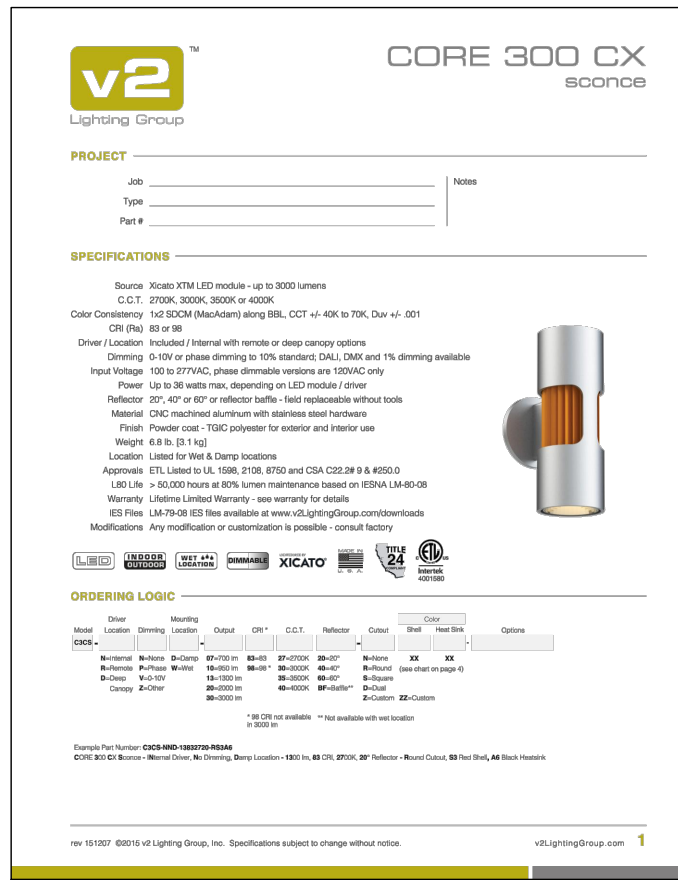 v2
TM
Lighting Group
CORE 300 CX
sconce
PROJECT
Job
Type
Part #
Notes
SPECIFICATIONS
Source Xicato XTM LED module - up to 3000 lumens
C.C.T. 2700K, 3000K, 3500K or 4000K
Color Consistency 1x2 SDCM (MacAdam) along BBL, CCT +/- 40K to 70K, Duv +/- .001
CRI (Ra) 83 or 98
Driver / Location Included / Internal with remote or deep canopy options
Dimming 0-10V or phase dimming to 10% standard; DALI, DMX and 1% dimming available
Input Voltage 100 to 277VAC, phase dimmable versions are 120VAC only
Power Up to 36 watts max, depending on LED module / driver
Reflector 20°, 40° or 60° or reflector baffle - field replaceable without tools
Material CNC machined aluminum with stainless steel hardware
Finish Powder coat - TGIC polyester for exterior and interior use
Weight 6.8 lb. [3.1 kg]
Location Listed for Wet & Damp locations
Approvals ETL Listed to UL 1598, 2108, 8750 and CSA C22.2# 9 & #250.0
L80 Life > 50,000 hours at 80% lumen maintenance based on IESNA LM-80-08
Warranty Lifetime Limited Warranty - see warranty for details
IES Files LM-79-08 IES files available at www.v2LightingGroup.com/downloads
Modifications Any modification or customization is possible - consult factory
LED
INDOOR
OUTDOOR
WET
LOCATION
DIMMABLE
XICATO
MADE IN
U. S. A.
TITLE
24
COMPLIANT
C ETL US
Intertek
4001580
ORDERING LOGIC
Driver Mounting Color
Model Location Dimming Location Output CRI * C.C.T. Reflector Cutout Shell Heat Sink Options
C3CS - - - -
N=Internal N=None D=Damp 07=700 lm 83=83 27=2700K 20=20° N=None XX XX
R=Remote P=Phase W=Wet 10=950 lm 98=98 * 30=3000K 40=40° R=Round (see chart on page 4)
D=Deep V=0-10V 13=1300 lm 35=3500K 60=60° S=Square
Canopy Z=Other 20=2000 lm 40=4000K BF=Baffle** D=Dual
30=3000 lm Z=Custom ZZ=Custom
* 98 CRI not available ** Not available with wet location
in 3000 lm
Example Part Number: C3CS-NND-13832720-RS3A6
CORE 300 CX Sconce - INternal Driver, No Dimming, Damp Location - 1300 lm, 83 CRI, 2700K, 20° Reflector - Round Cutout, S3 Red Shell, A6 Black Heatsink
rev 151207 ©2015 v2 Lighting Group, Inc. Specifications subject to change without notice.
v2LightingGroup.com 1